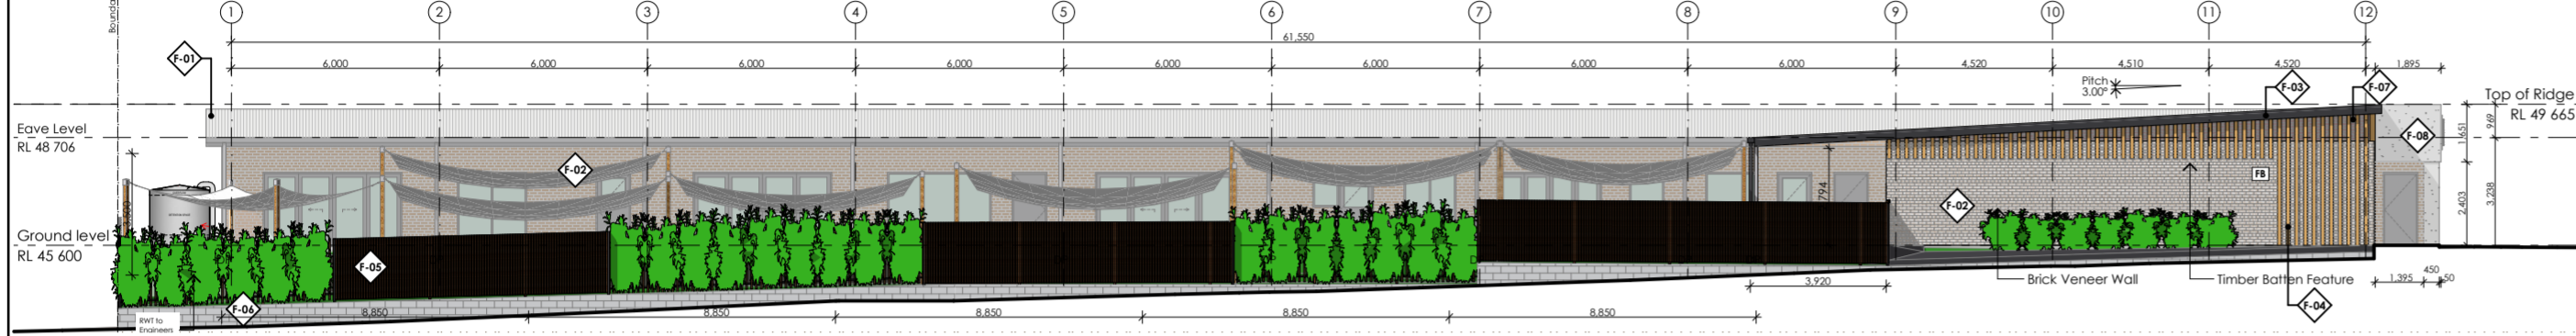 Bounda
1 2 3 4 5 6 7 8 9 10 11 12
61,550
F-01
6,000 6,000 6,000 6,000 6,000 6,000 6,000 6,000 4,520 4,510 4,520 1,895
Pitch
3.00°
F-03
F-07
Top of Ridge
RL 49 665
Eave Level
RL 48 706
F-02
F-08
969
651
FB
794
F-02
2,403
3,238
Ground level
RL 45 600
F-05
Brick Veneer Wall
Timber Batten Feature
3,920
450
1,395
50
F-06
F-04
8,850 8,850 8,850 8,850 8,850
RWT to
Engineers